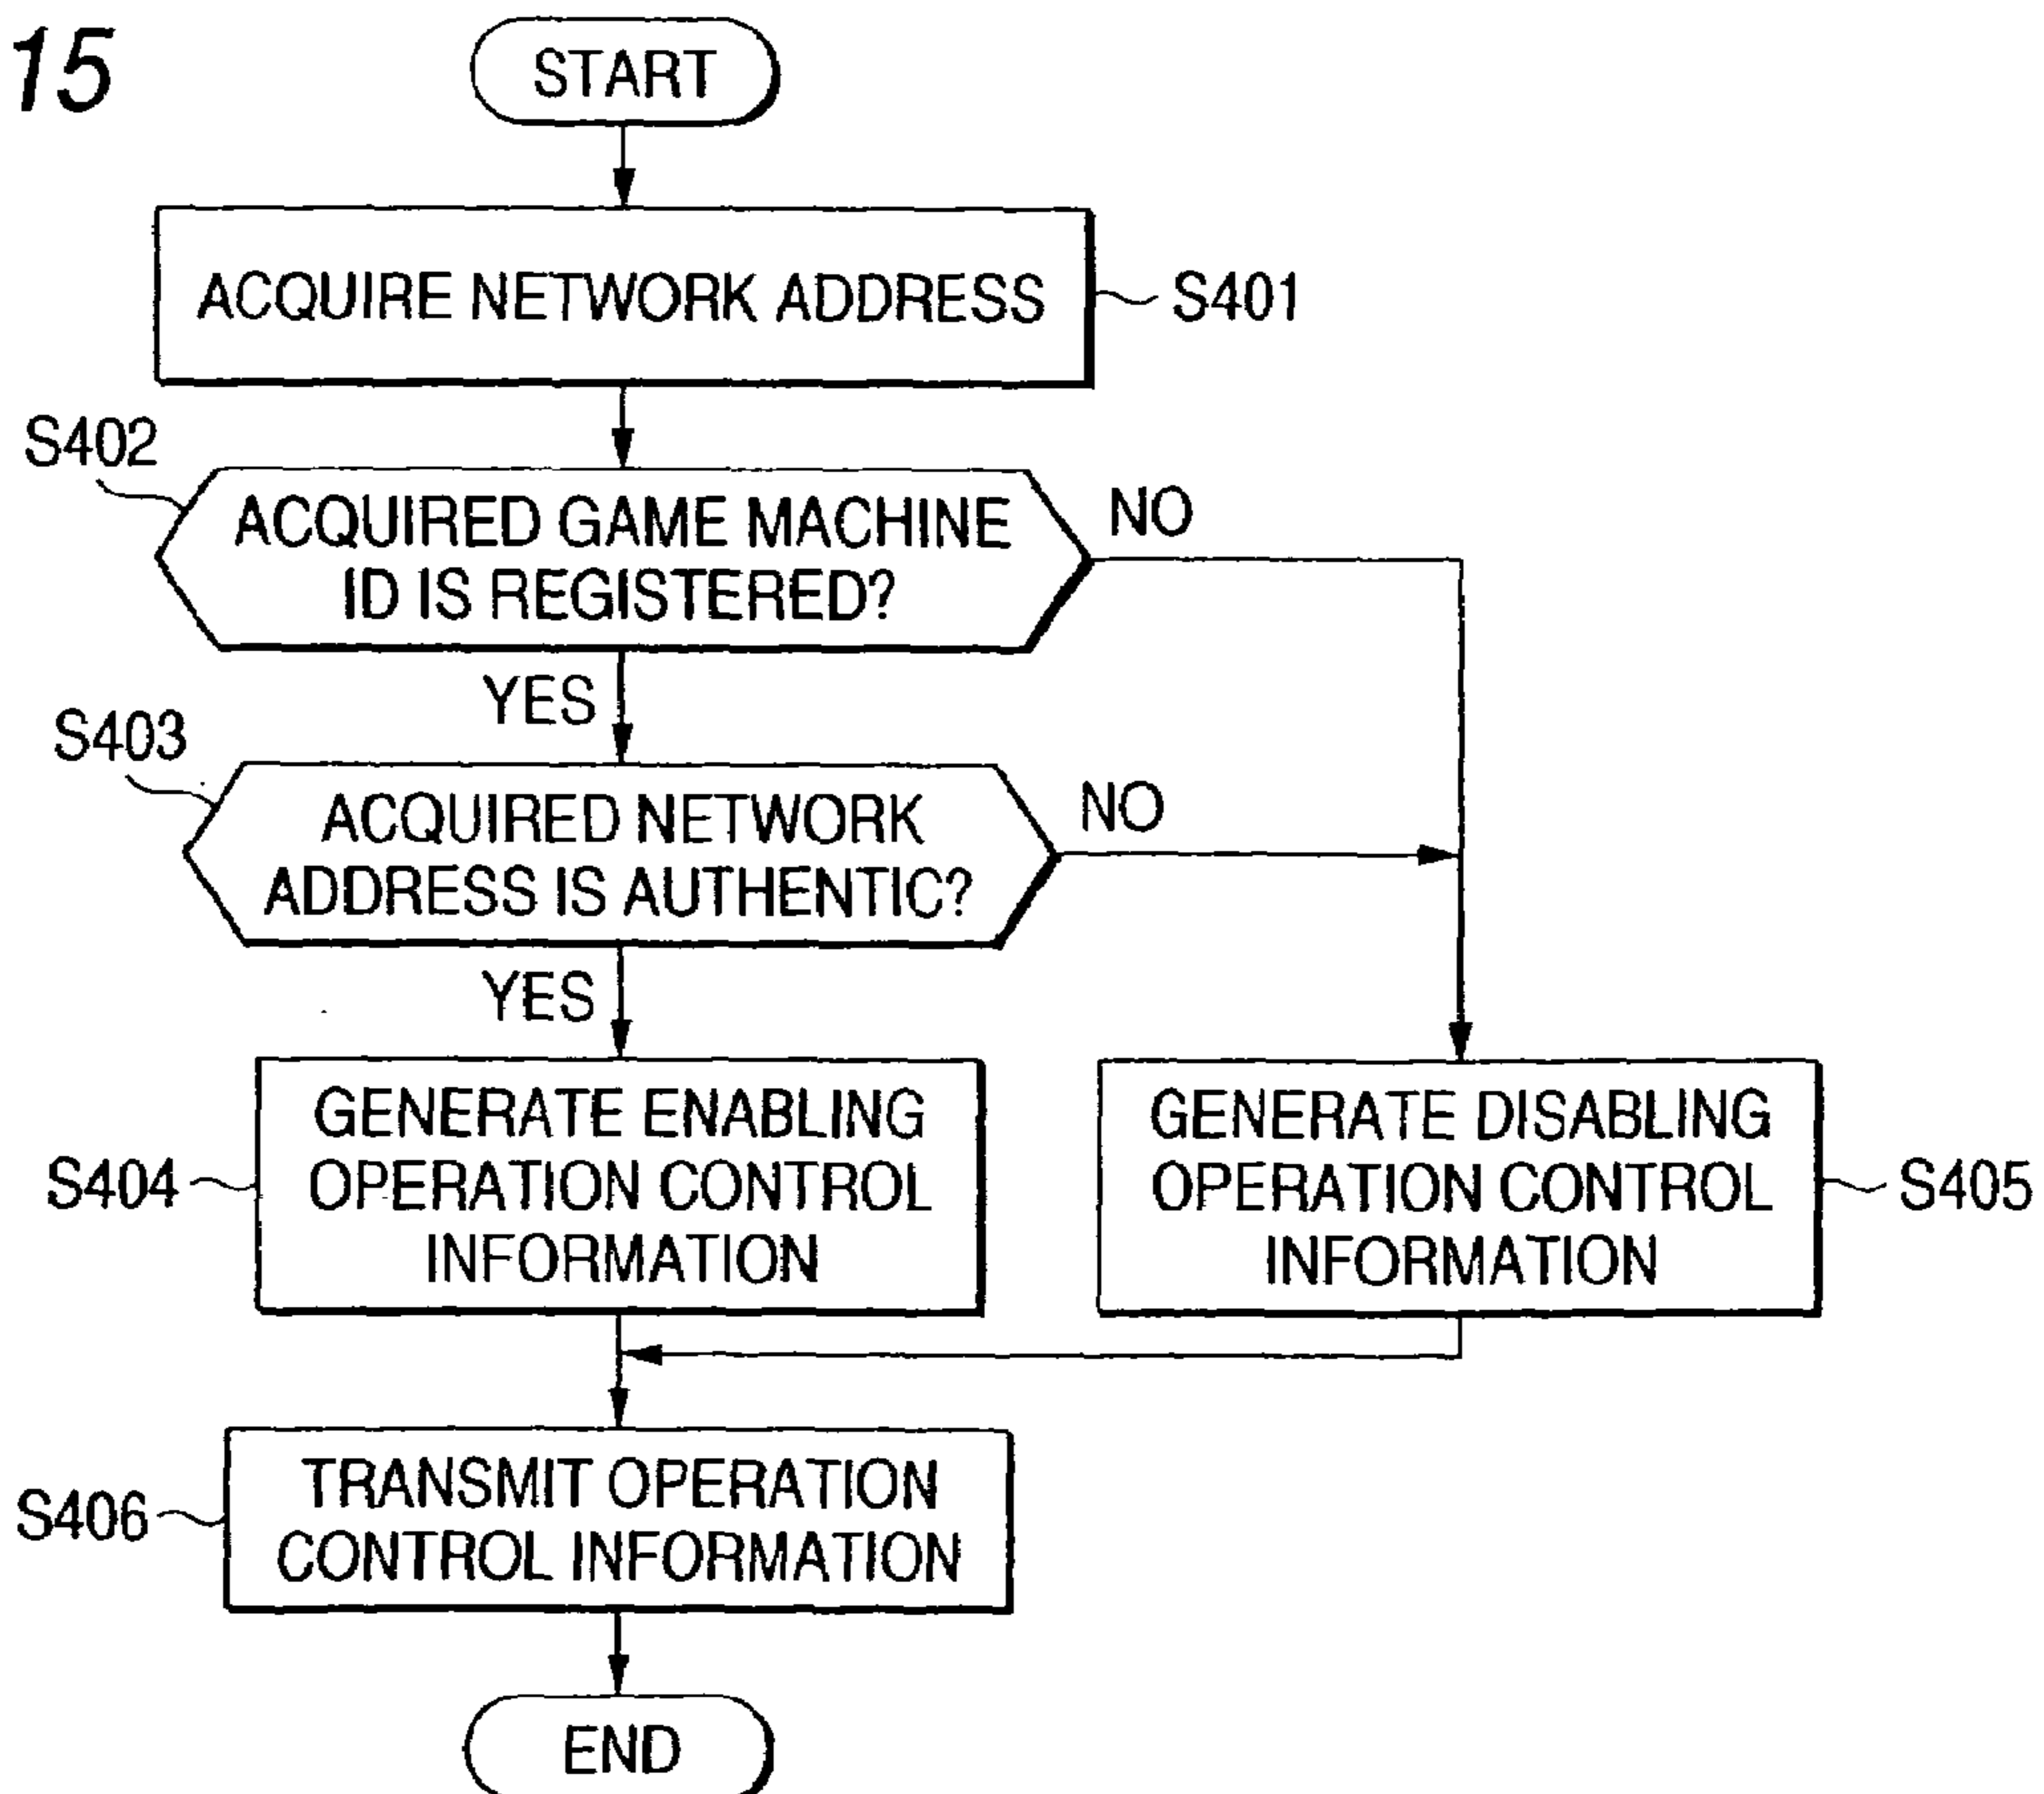 15
START
ACQUIRE NETWORK ADDRESS
S401
S402
ACQUIRED GAME MACHINE
ID IS REGISTERED?
NO
YES
S403
ACQUIRED NETWORK
ADDRESS IS AUTHENTIC?
NO
YES
S404
GENERATE ENABLING
OPERATION CONTROL
INFORMATION
GENERATE DISABLING
OPERATION CONTROL
INFORMATION
S405
S406
TRANSMIT OPERATION
CONTROL INFORMATION
END